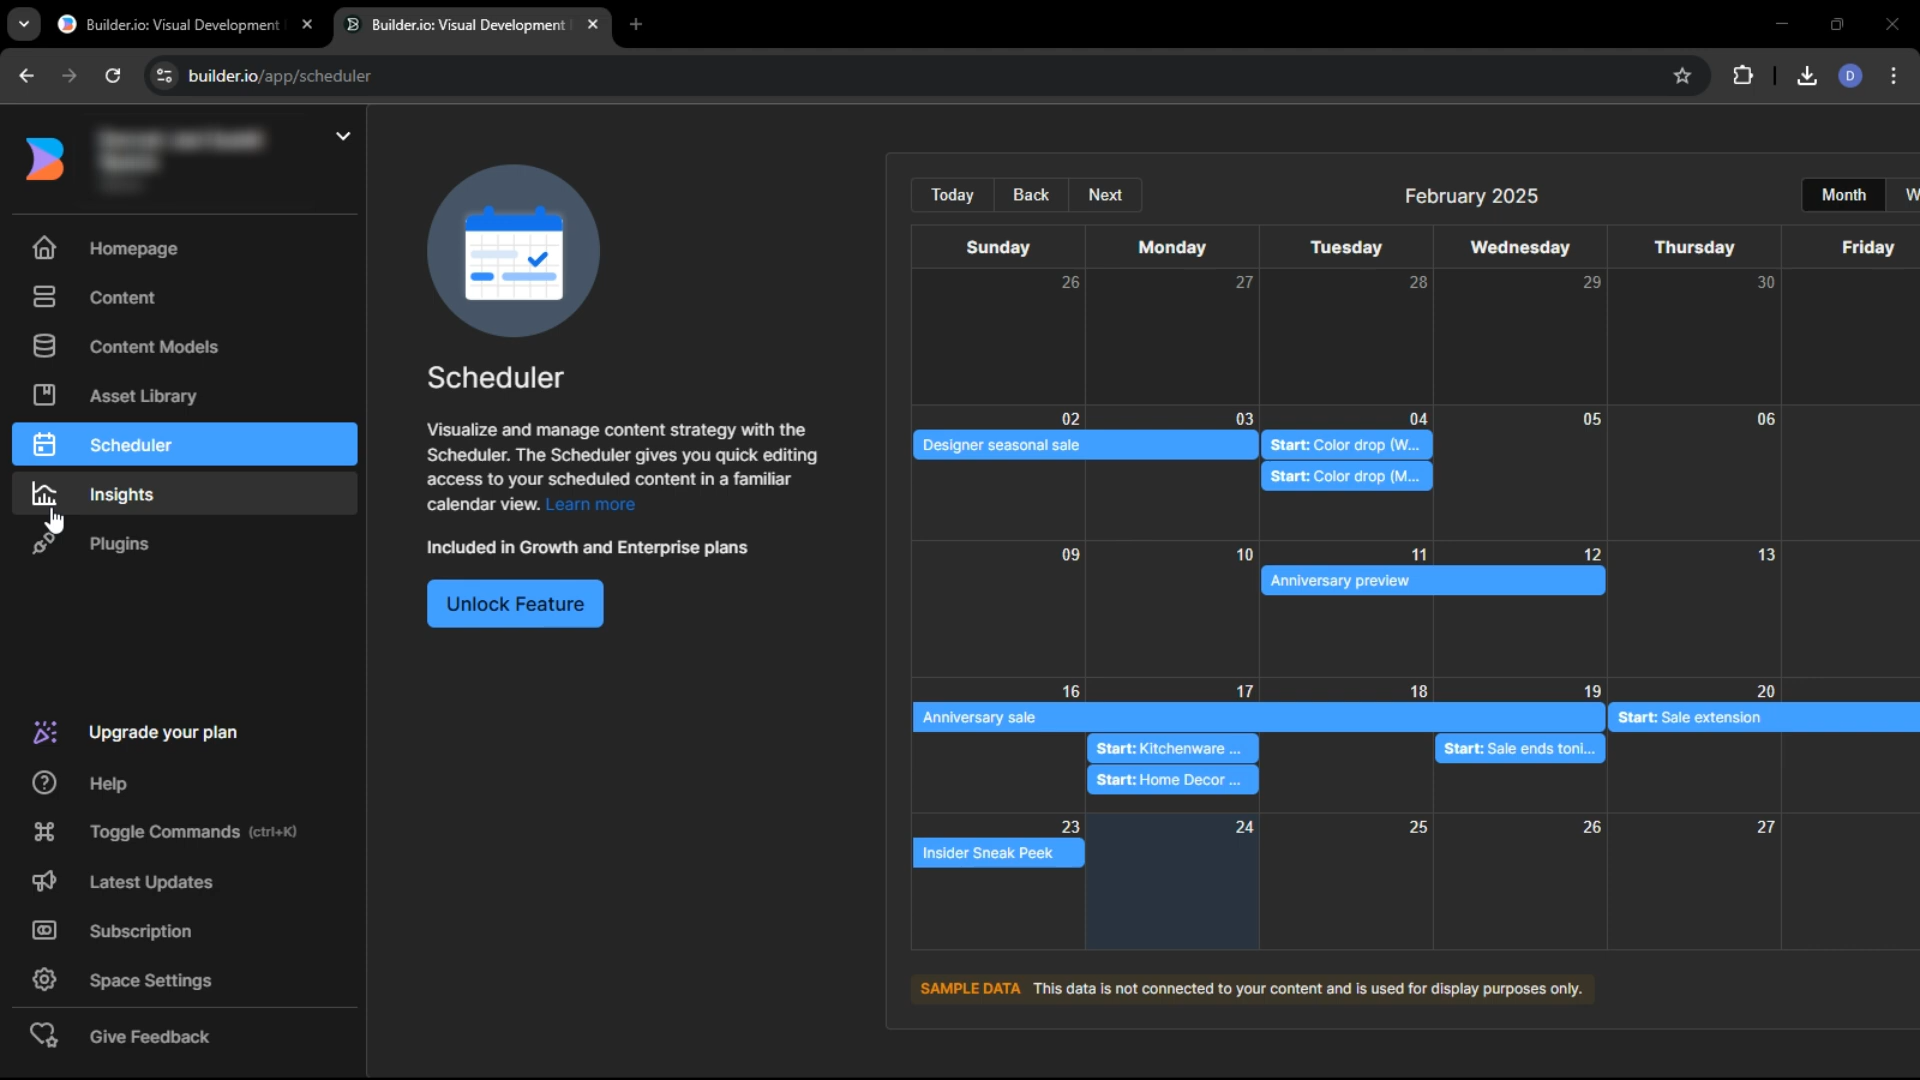 Builder.io: Visual Development
Builder.io: Visual Development
builder.io/app/scheduler
D
Homepage
Content
Content Models
Asset Library
Scheduler
Insights
Plugins
Upgrade your plan
Help
Toggle Commands (ctrl+K)
Latest Updates
Subscription
Space Settings
Give Feedback
Scheduler
Visualize and manage content strategy with the
Scheduler. The Scheduler gives you quick editing
access to your scheduled content in a familiar
calendar view. Learn more
Included in Growth and Enterprise plans
Unlock Feature
Today Back Next February 2025 Month W
Sunday Monday Tuesday Wednesday Thursday Friday
26 27 28 29 30
02 03 04 05 06
Designer seasonal sale Start: Color drop (W...
Start: Color drop (M...
09 10 11 12 13
Anniversary preview
16 17 18 19 20
Anniversary sale Start: Sale extension
Start: Kitchenware ... Start: Sale ends toni...
Start: Home Decor ...
23 24 25 26 27
Insider Sneak Peek
SAMPLE DATA This data is not connected to your content and is used for display purposes only.